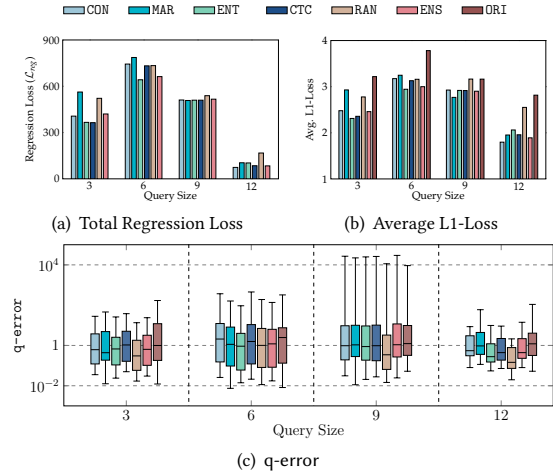 CON MAR ENT CTC RAN ENS ORI
Regression Loss (𝓛reg)
900
600
300
0
3 6 9 12
Query Size
(a) Total Regression Loss
Avg. L1-Loss
4
3
2
1
3 6 9 12
Query Size
(b) Average L1-Loss
q-error
10⁴
1
10⁻²
3 6 9 12
Query Size
(c) q-error